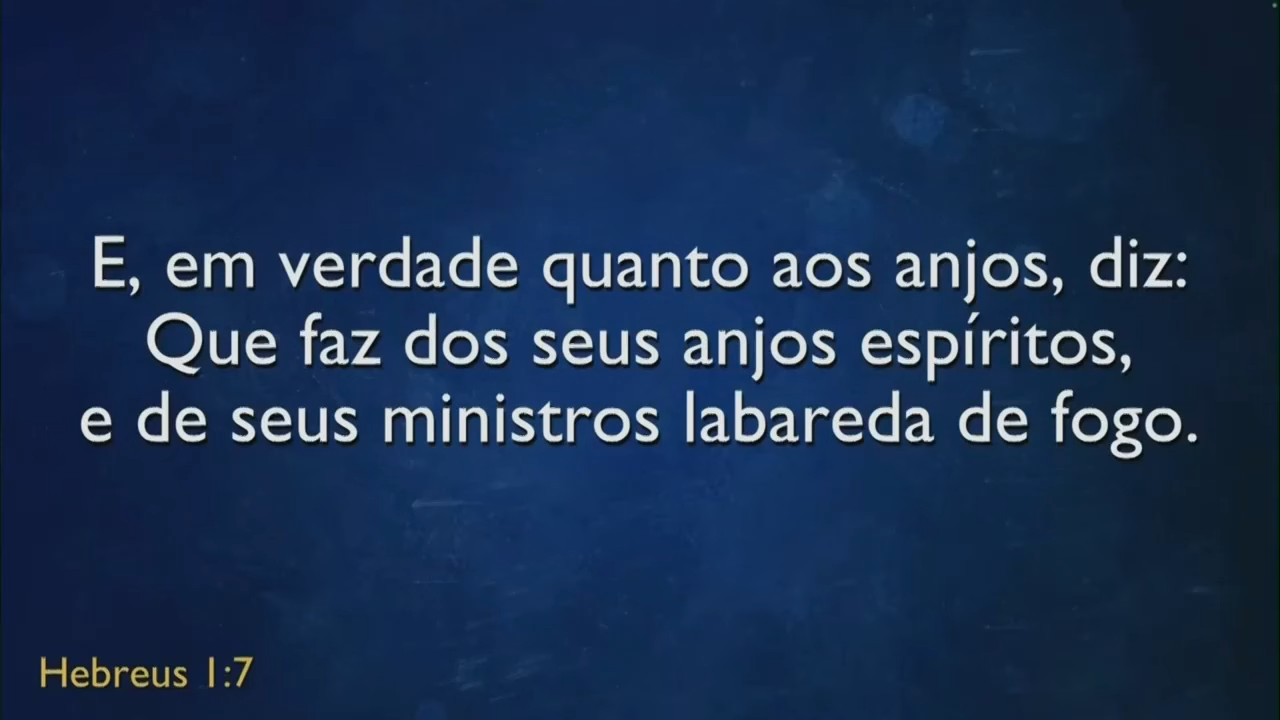 E, em verdade quanto aos anjos, diz:
Que faz dos seus anjos espíritos,
e de seus ministros labareda de fogo.
Hebreus 1:7